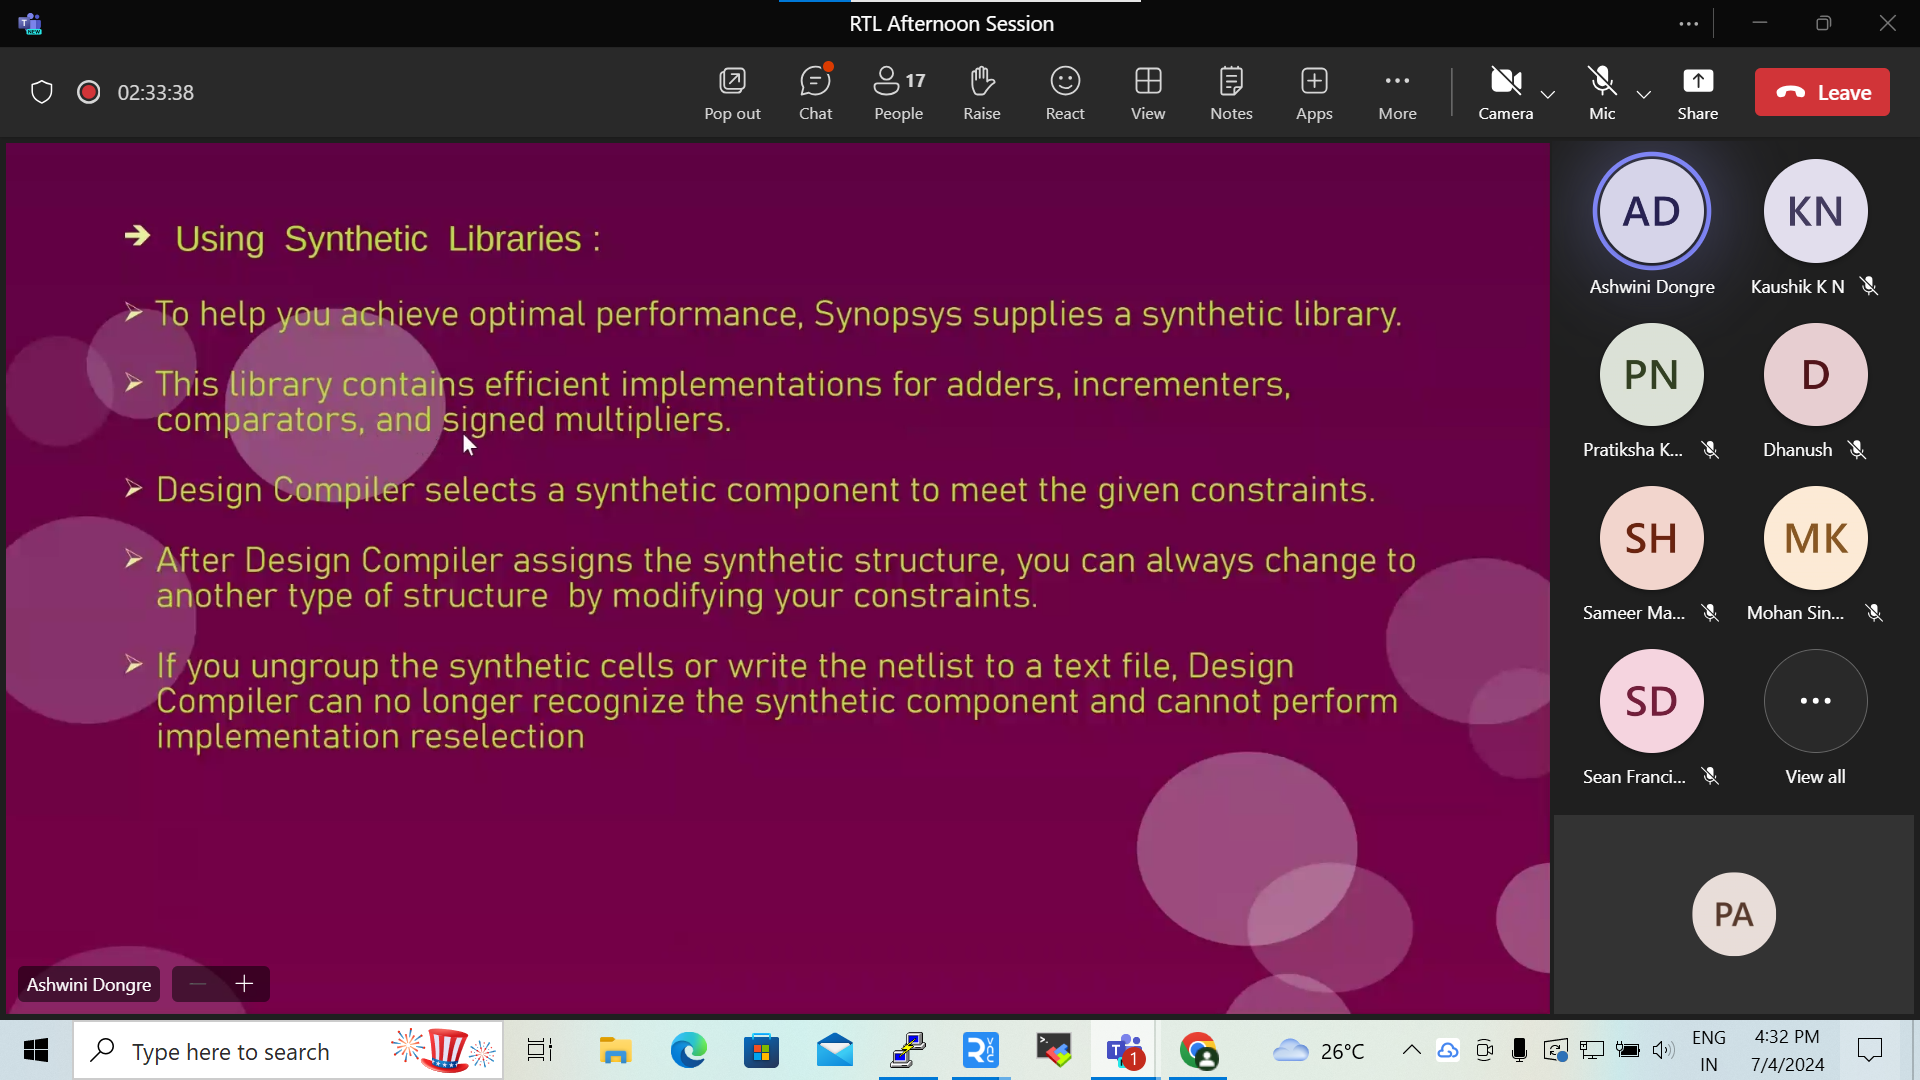 RTL Afternoon Session
02:33:38
Pop out
Chat
17
People
Raise
React
View
Notes
Apps
More
Camera
Mic
Share
Leave
➔ Using Synthetic Libraries :
➢ To help you achieve optimal performance, Synopsys supplies a synthetic library.
➢ This library contains efficient implementations for adders, incrementers,
comparators, and signed multipliers.
➢ Design Compiler selects a synthetic component to meet the given constraints.
➢ After Design Compiler assigns the synthetic structure, you can always change to
another type of structure by modifying your constraints.
➢ If you ungroup the synthetic cells or write the netlist to a text file, Design
Compiler can no longer recognize the synthetic component and cannot perform
implementation reselection
Ashwini Dongre
AD
Ashwini Dongre
KN
Kaushik K N
PN
Pratiksha K...
D
Dhanush
SH
Sameer Ma...
MK
Mohan Sin...
SD
Sean Franci...
View all
PA
Type here to search
1
26°C
ENG
IN
4:32 PM
7/4/2024